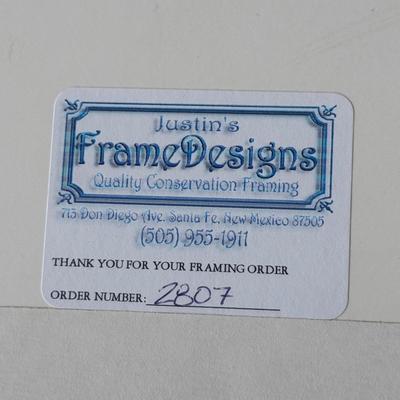 Justin's
FrameDesigns
Quality Conservation Framing
715 Don Diego Ave. Santa Fe, New Mexico 87505
(505) 955-1911
THANK YOU FOR YOUR FRAMING ORDER
ORDER NUMBER: 2807